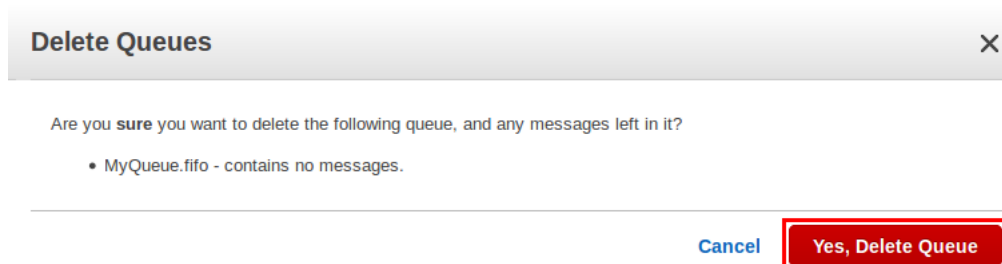 Delete Queues
Are you sure you want to delete the following queue, and any messages left in it?
• MyQueue.fifo - contains no messages.
Cancel Yes, Delete Queue